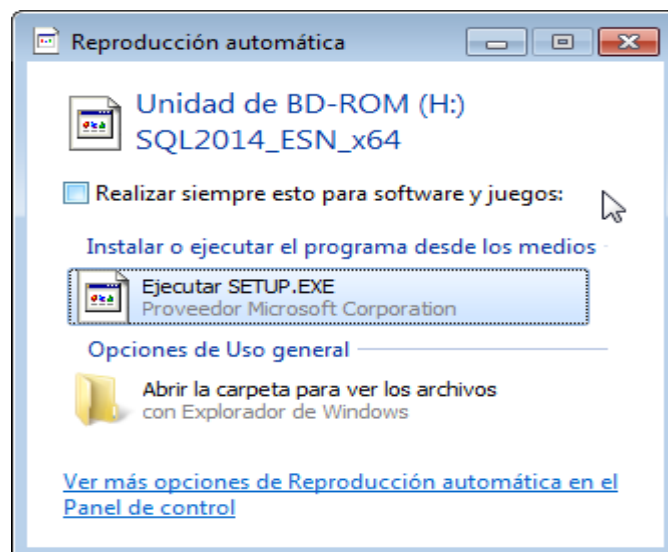 Reproducción automática
Unidad de BD-ROM (H:)
SQL2014_ESN_x64
Realizar siempre esto para software y juegos:
Instalar o ejecutar el programa desde los medios
Ejecutar SETUP.EXE
Proveedor Microsoft Corporation
Opciones de Uso general
Abrir la carpeta para ver los archivos
con Explorador de Windows
Ver más opciones de Reproducción automática en el
Panel de control